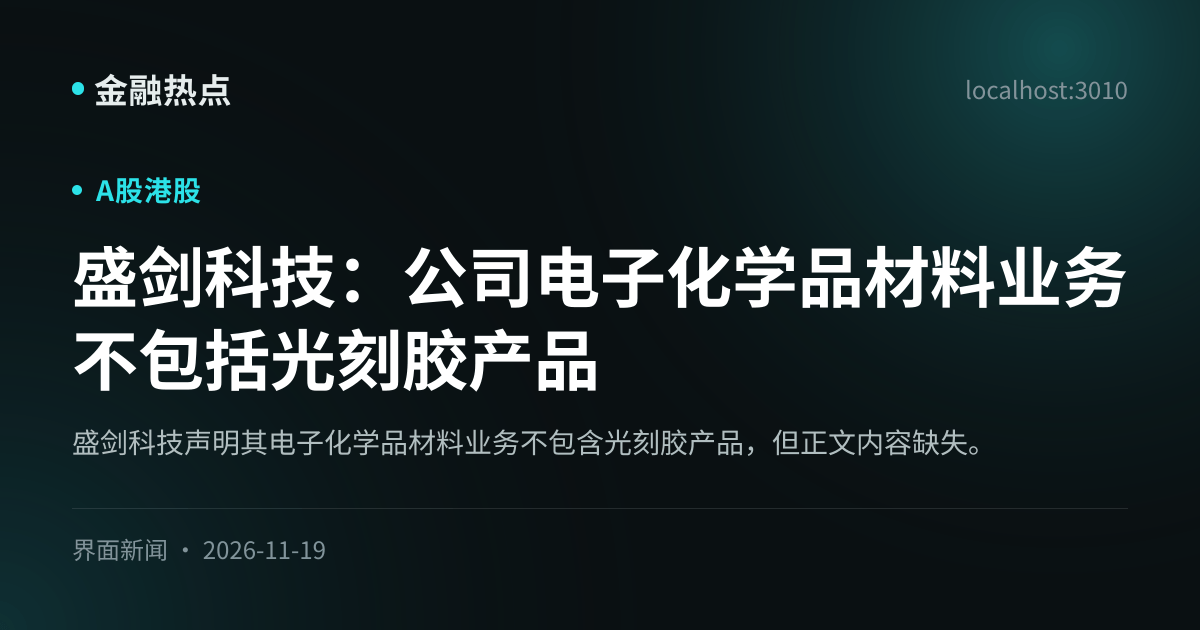 金融热点
localhost:3010
A股港股
盛剑科技：公司电子化学品材料业务
不包括光刻胶产品
盛剑科技声明其电子化学品材料业务不包含光刻胶产品，但正文内容缺失。
界面新闻 • 2026-11-19